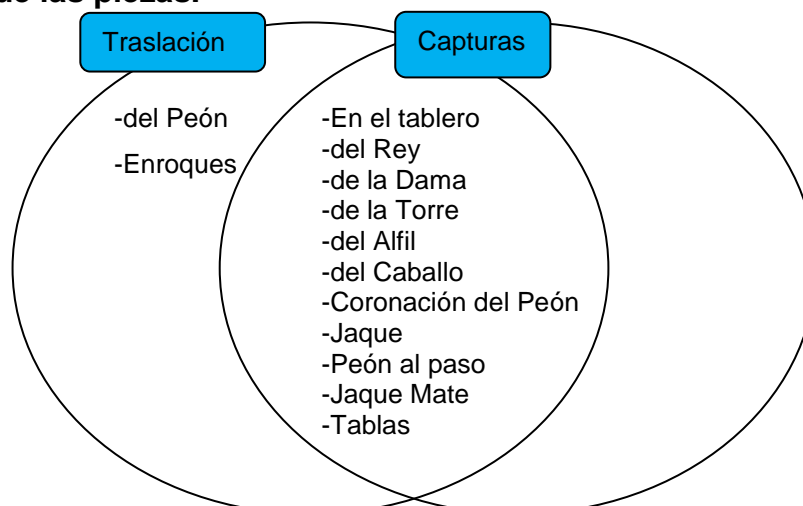 de las piezas.
Traslación
Capturas
-del Peón
-Enroques
-En el tablero
-del Rey
-de la Dama
-de la Torre
-del Alfil
-del Caballo
-Coronación del Peón
-Jaque
-Peón al paso
-Jaque Mate
-Tablas